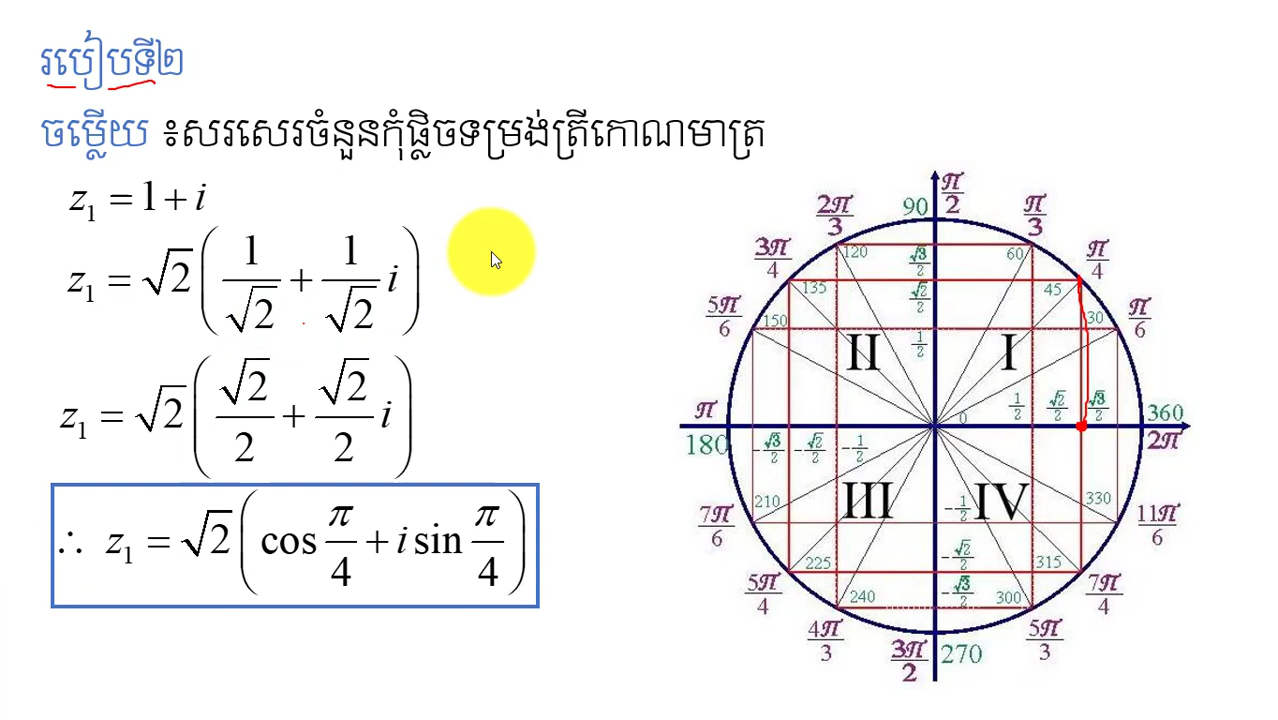 របៀបទី២
ចម្លើយ ៖សរសេរចំនួនកុំផ្លិចទម្រង់ត្រីកោណមាត្រ
z₁ = 1 + i
z₁ = √2 (1/√2 + 1/√2 i)
z₁ = √2 (√2/2 + √2/2 i)
∴ z₁ = √2 (cos π/4 + i sin π/4)
π/2
90
2π/3 π/3
120 √3/2 60
3π/4 π/4
135 √2/2 45
5π/6 π/6
150 30
1/2
II I
π 0 1/2 √2/2 √3/2 360
180 -√3/2 -√2/2 -1/2 2π
III IV
210 -1/2 330
7π/6 11π/6
225 -√2/2 315
5π/4 7π/4
240 -√3/2 300
4π/3 5π/3
3π/2 270